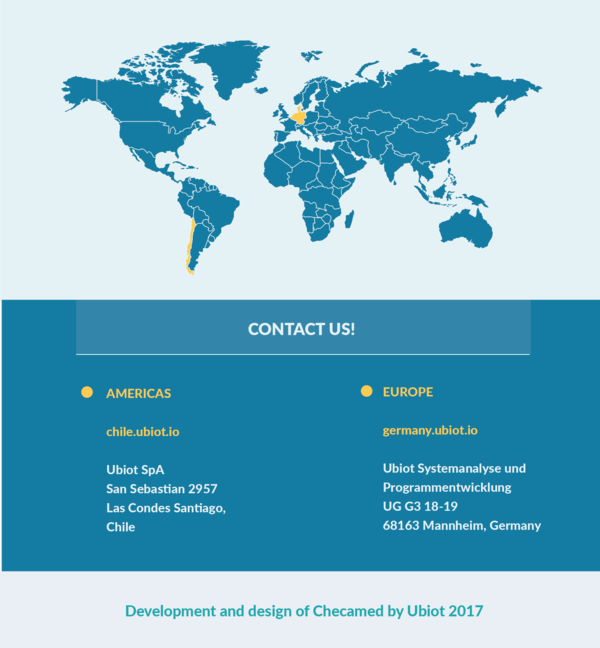 CONTACT US!
AMERICAS
chile.ubiot.io
Ubiot SpA
San Sebastian 2957
Las Condes Santiago,
Chile
EUROPE
germany.ubiot.io
Ubiot Systemanalyse und
Programmentwicklung
UG G3 18-19
68163 Mannheim, Germany
Development and design of Checamed by Ubiot 2017